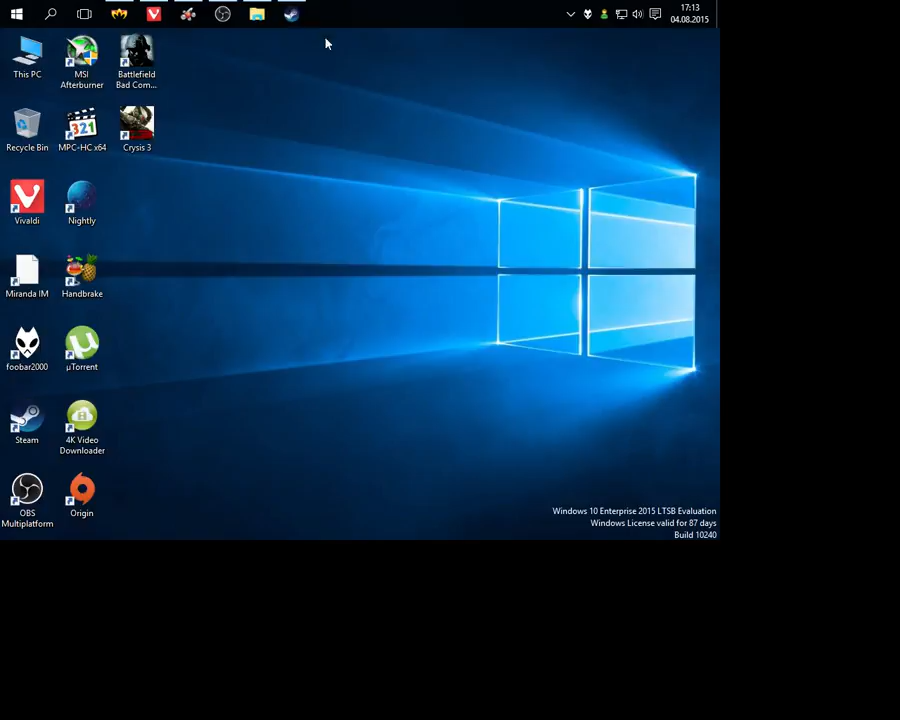 17:13
04.08.2015
This PC
MSI
Afterburner
Battlefield
Bad Com...
Recycle Bin
MPC-HC x64
Crysis 3
Vivaldi
Nightly
Miranda IM
Handbrake
foobar2000
µTorrent
Steam
4K Video
Downloader
OBS
Multiplatform
Origin
Windows 10 Enterprise 2015 LTSB Evaluation
Windows License valid for 87 days
Build 10240